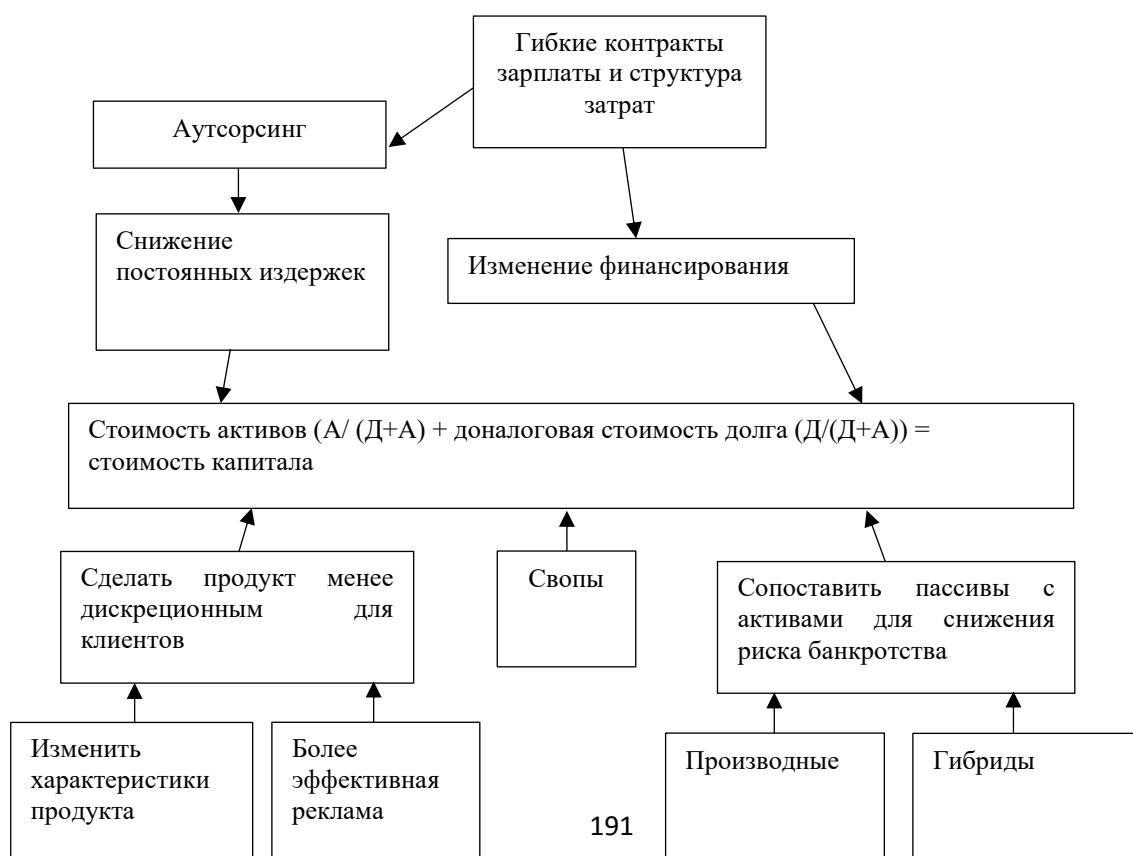 Гибкие контракты
зарплаты и структура
затрат
Аутсорсинг
Снижение
постоянных издержек
Изменение финансирования
Стоимость активов (А/ (Д+А) + доналоговая стоимость долга (Д/(Д+А)) =
стоимость капитала
Сделать продукт менее
дискреционным для
клиентов
Свопы
Сопоставить пассивы с
активами для снижения
риска банкротства
Изменить
характеристики
продукта
Более
эффективная
реклама
Производные
Гибриды
191